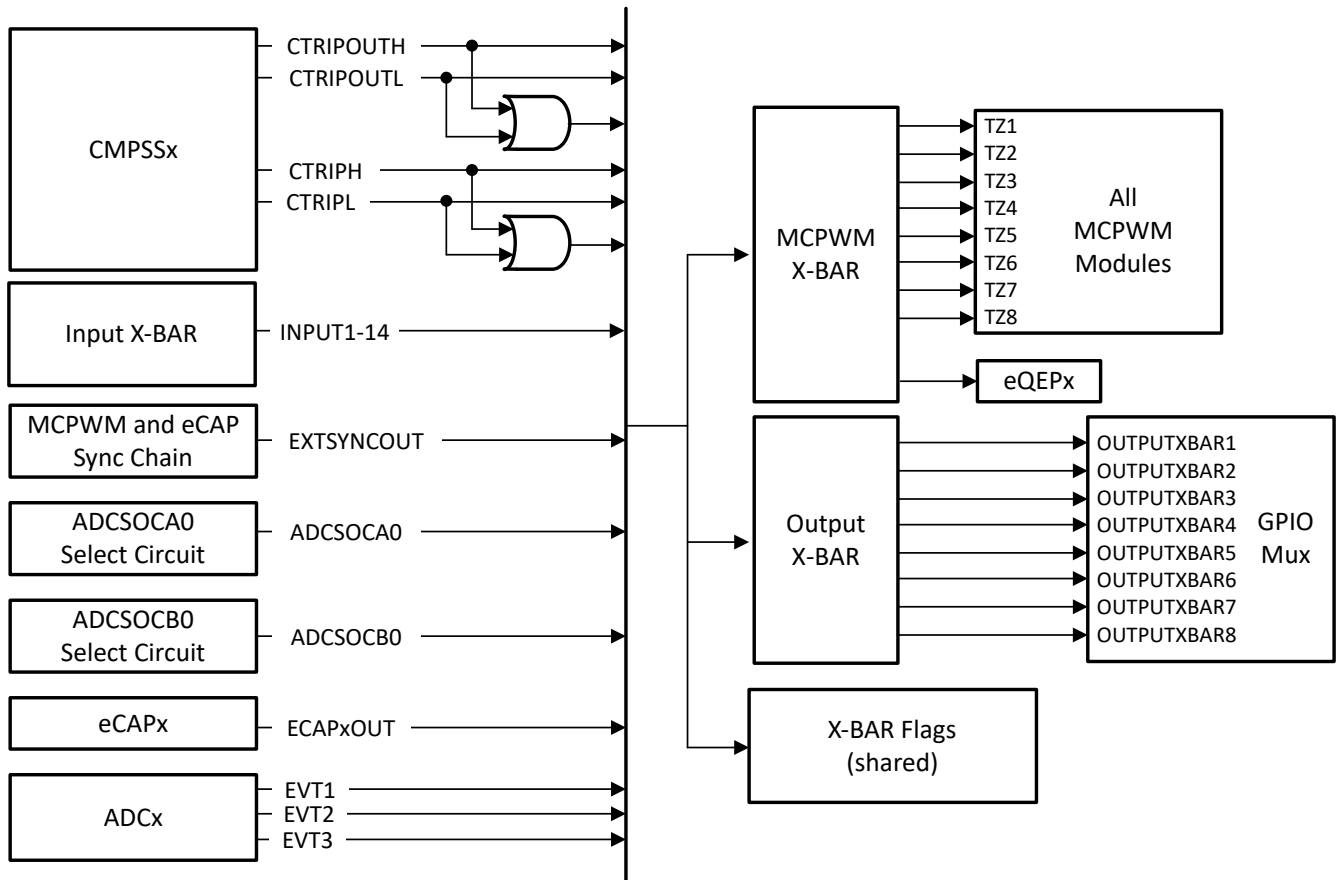 CMPSSx
CTRIPOUTH
CTRIPOUTL
CTRIPH
CTRIPL
Input X-BAR
INPUT1-14
MCPWM and eCAP
Sync Chain
EXTSYNCOUT
ADCSOCA0
Select Circuit
ADCSOCA0
ADCSOCB0
Select Circuit
ADCSOCB0
eCAPx
ECAPxOUT
ADCx
EVT1
EVT2
EVT3
MCPWM
X-BAR
TZ1
TZ2
TZ3
TZ4
TZ5
TZ6
TZ7
TZ8
All
MCPWM
Modules
eQEPx
Output
X-BAR
OUTPUTXBAR1
OUTPUTXBAR2
OUTPUTXBAR3
OUTPUTXBAR4
OUTPUTXBAR5
OUTPUTXBAR6
OUTPUTXBAR7
OUTPUTXBAR8
GPIO
Mux
X-BAR Flags
(shared)